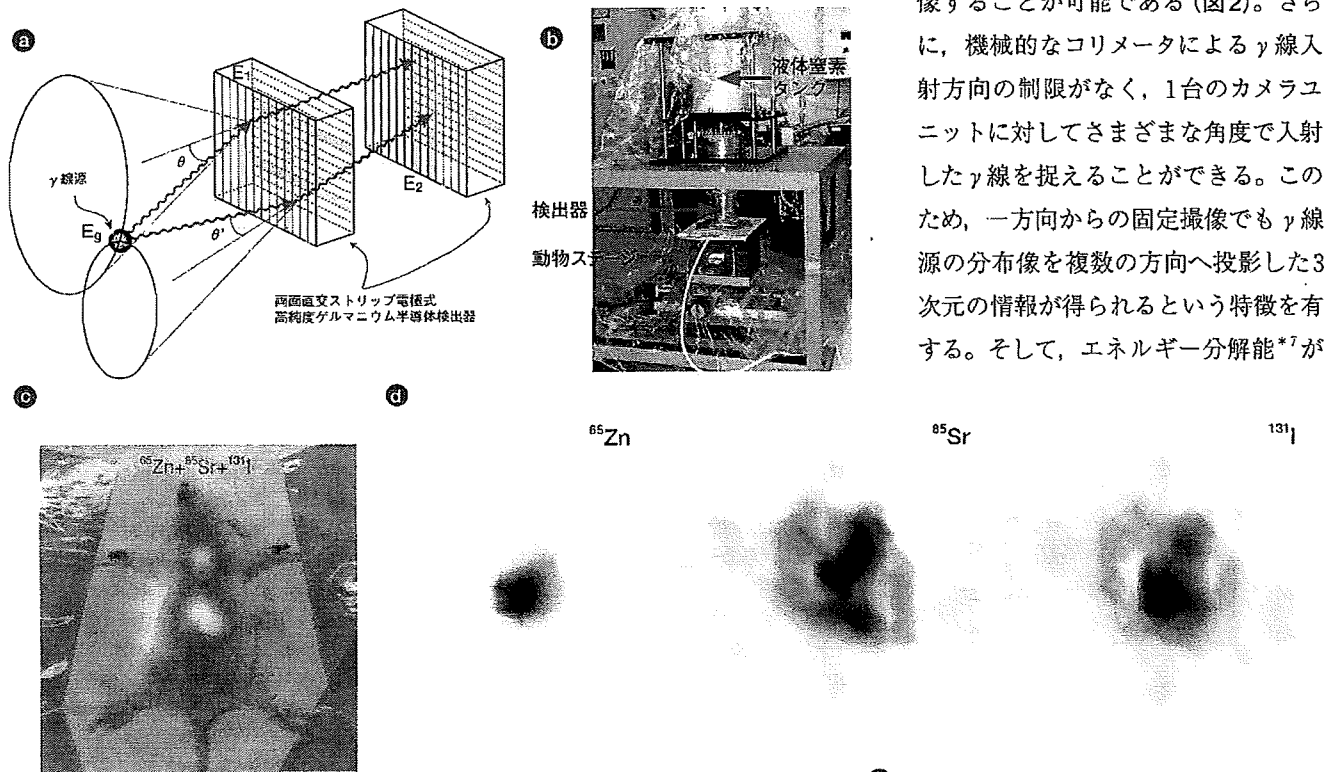 a
E₁
θ
γ線源
E₂
Eg
θ'
両面直交ストリップ電極式
高純度ゲルマニウム半導体検出器
b
液体窒素
タンク
検出器
動物ステージ
像することが可能である(図2)。さら
に,機械的なコリメータによるγ線入
射方向の制限がなく,1台のカメラユ
ニットに対してさまざまな角度で入射
したγ線を捉えることができる。この
ため,一方向からの固定撮像でもγ線
源の分布像を複数の方向へ投影した3
次元の情報が得られるという特徴を有
する。そして,エネルギー分解能*⁷が
c
⁶⁵Zn+⁸⁵Sr+¹³¹I
d
⁶⁵Zn
⁸⁵Sr
¹³¹I